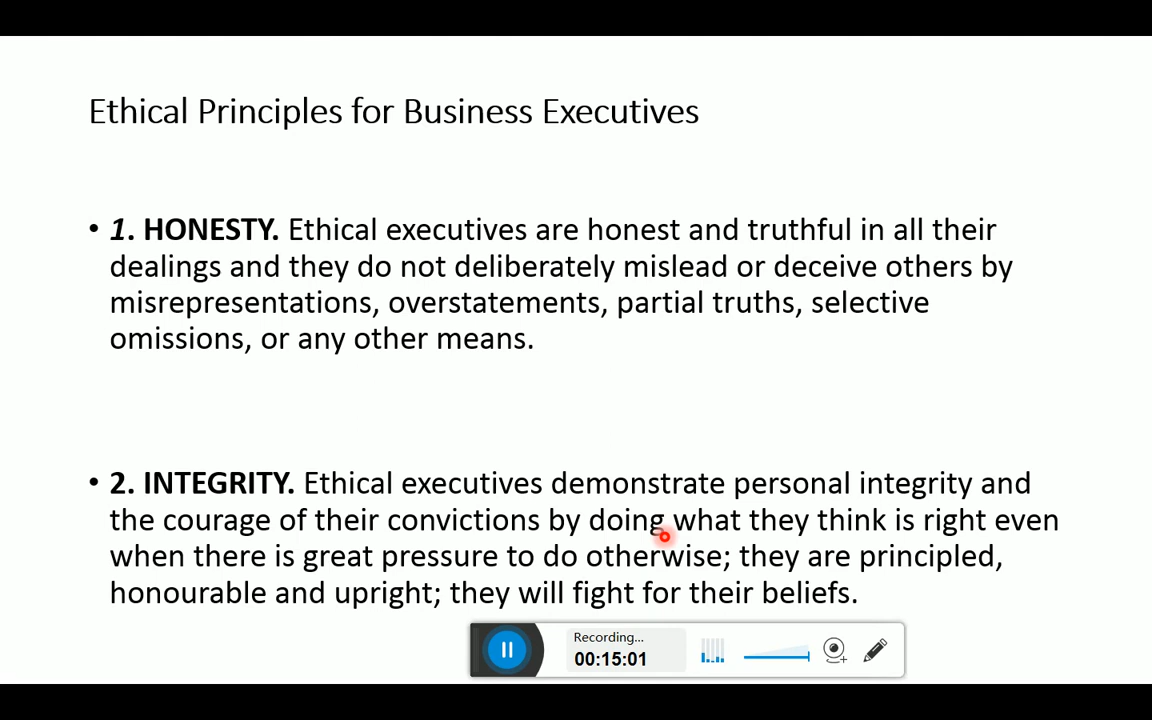 Ethical Principles for Business Executives
• 1. HONESTY. Ethical executives are honest and truthful in all their
dealings and they do not deliberately mislead or deceive others by
misrepresentations, overstatements, partial truths, selective
omissions, or any other means.
• 2. INTEGRITY. Ethical executives demonstrate personal integrity and
the courage of their convictions by doing what they think is right even
when there is great pressure to do otherwise; they are principled,
honourable and upright; they will fight for their beliefs.
Recording...
00:15:01